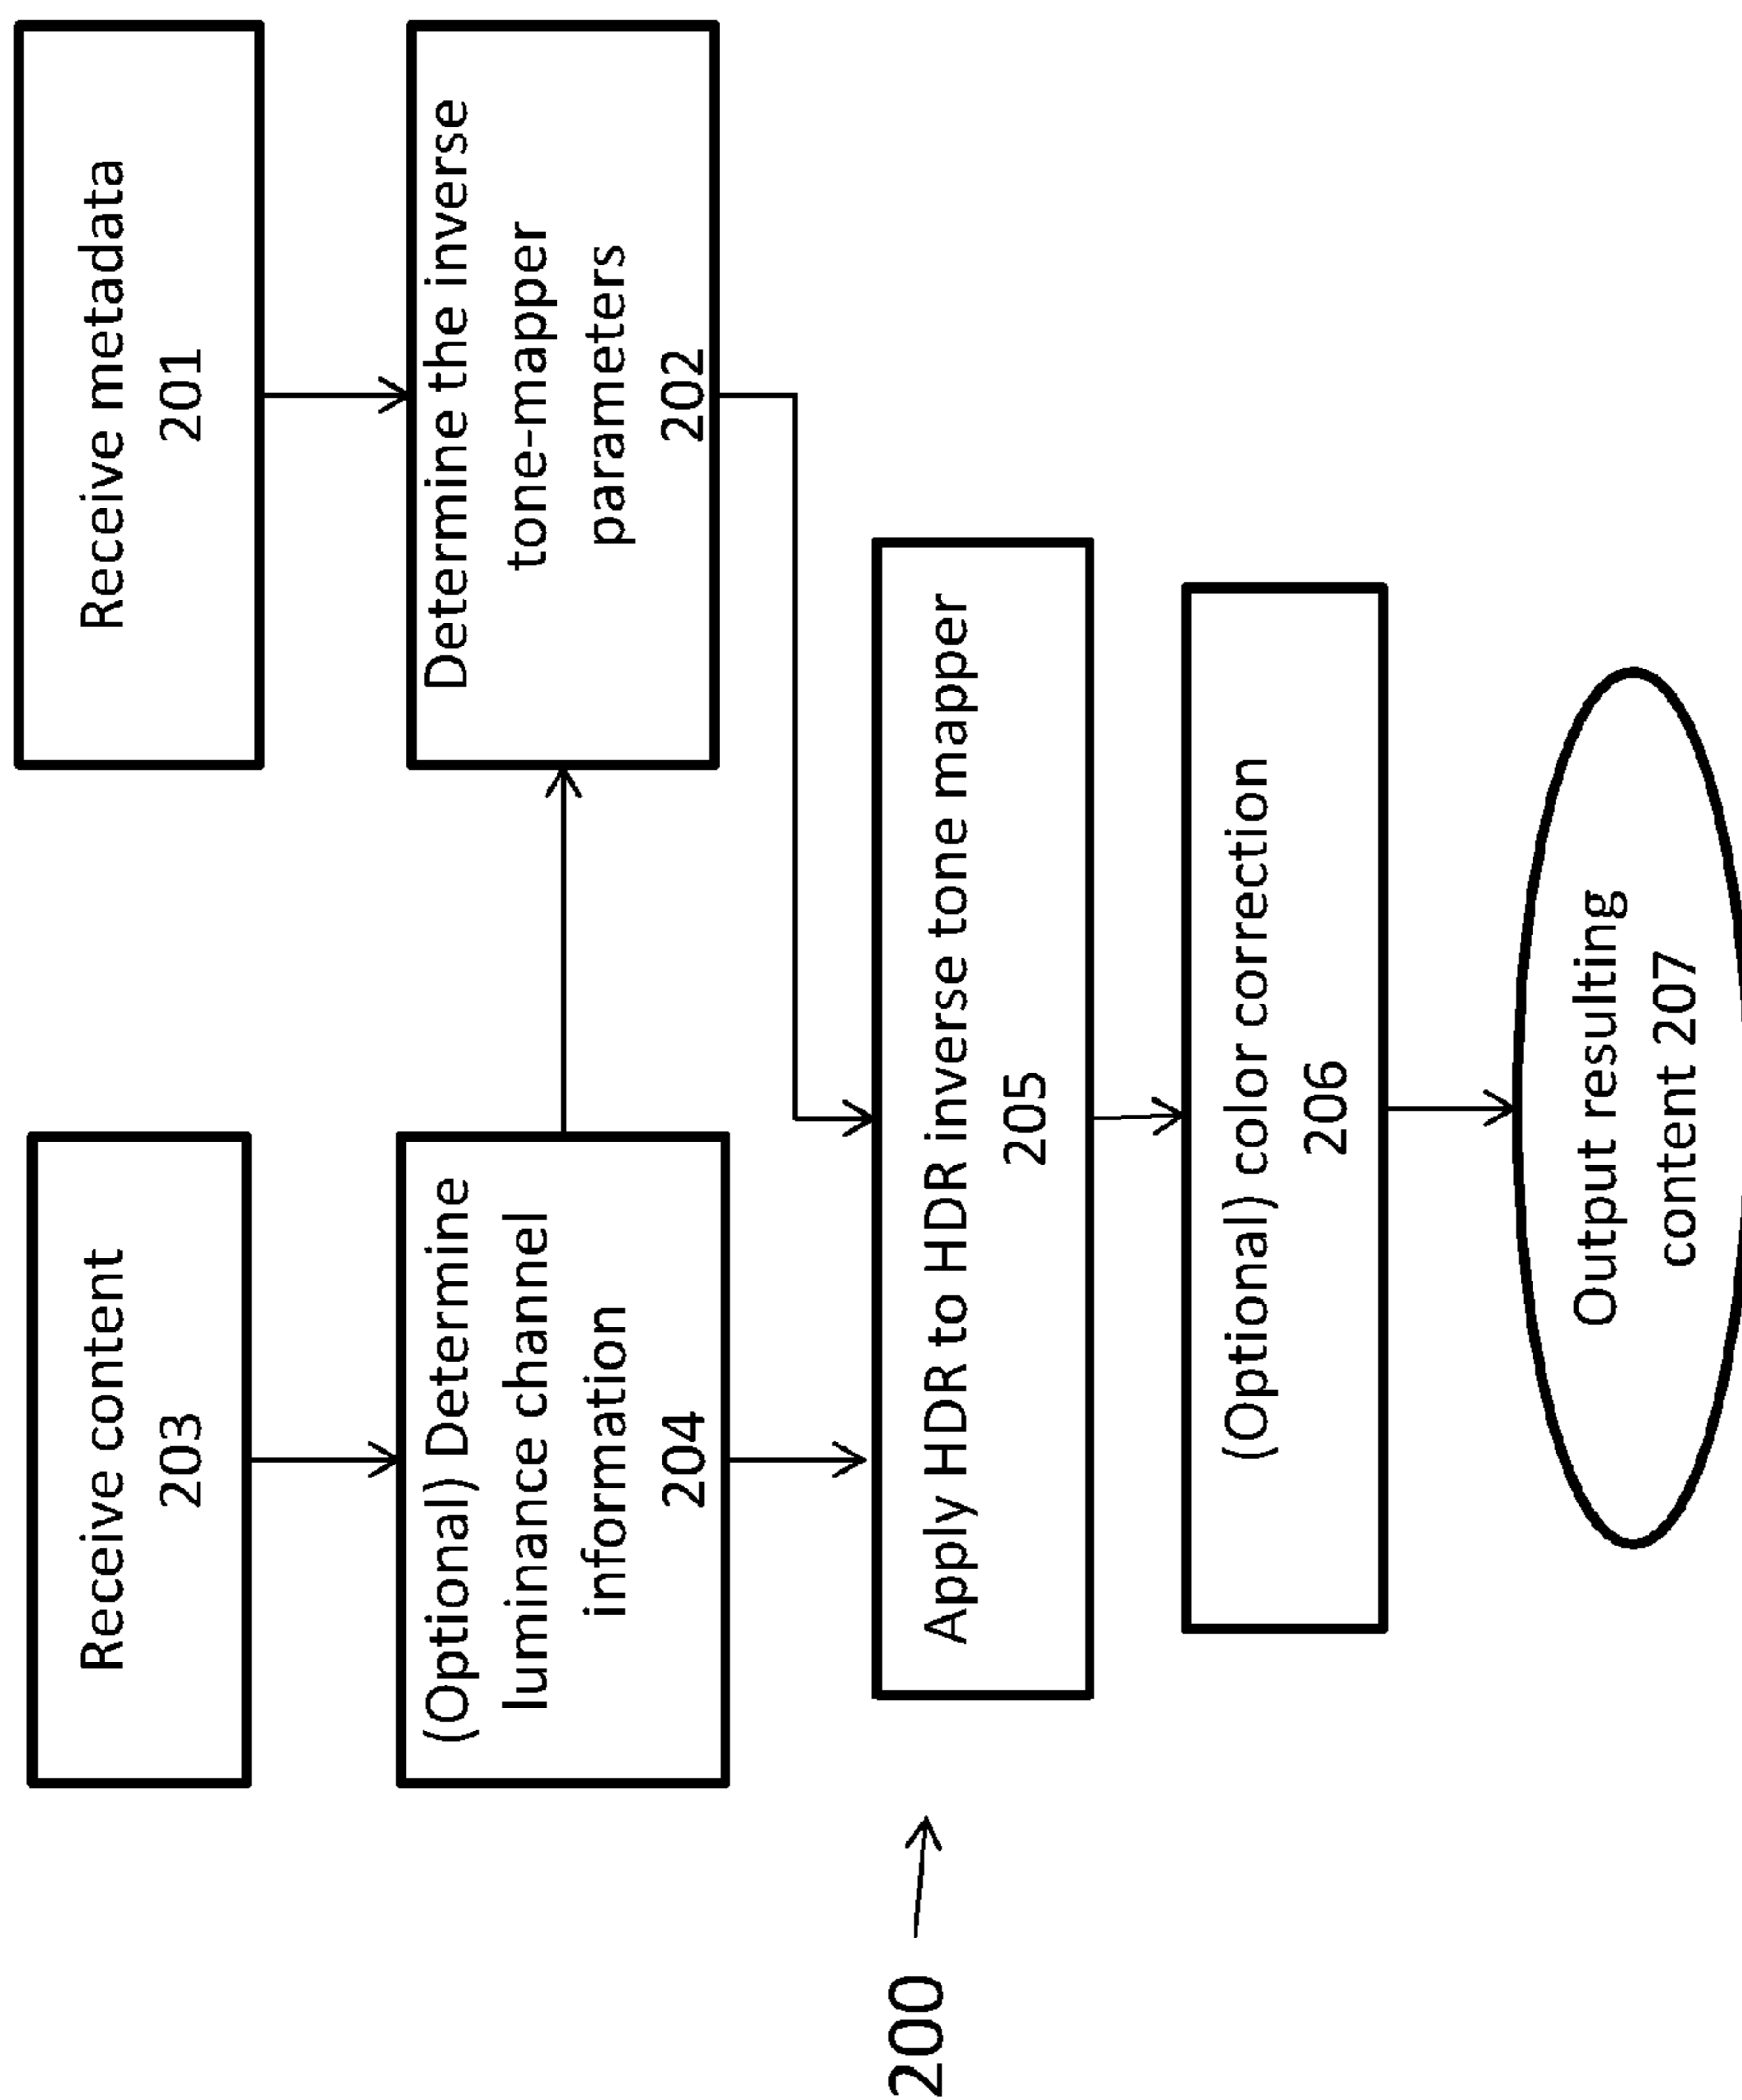 Receive content
203
Receive metadata
201
(Optional) Determine
luminance channel
information
204
Determine the inverse
tone-mapper
parameters
202
200
Apply HDR to HDR inverse tone mapper
205
(Optional) color correction
206
Output resulting
content 207